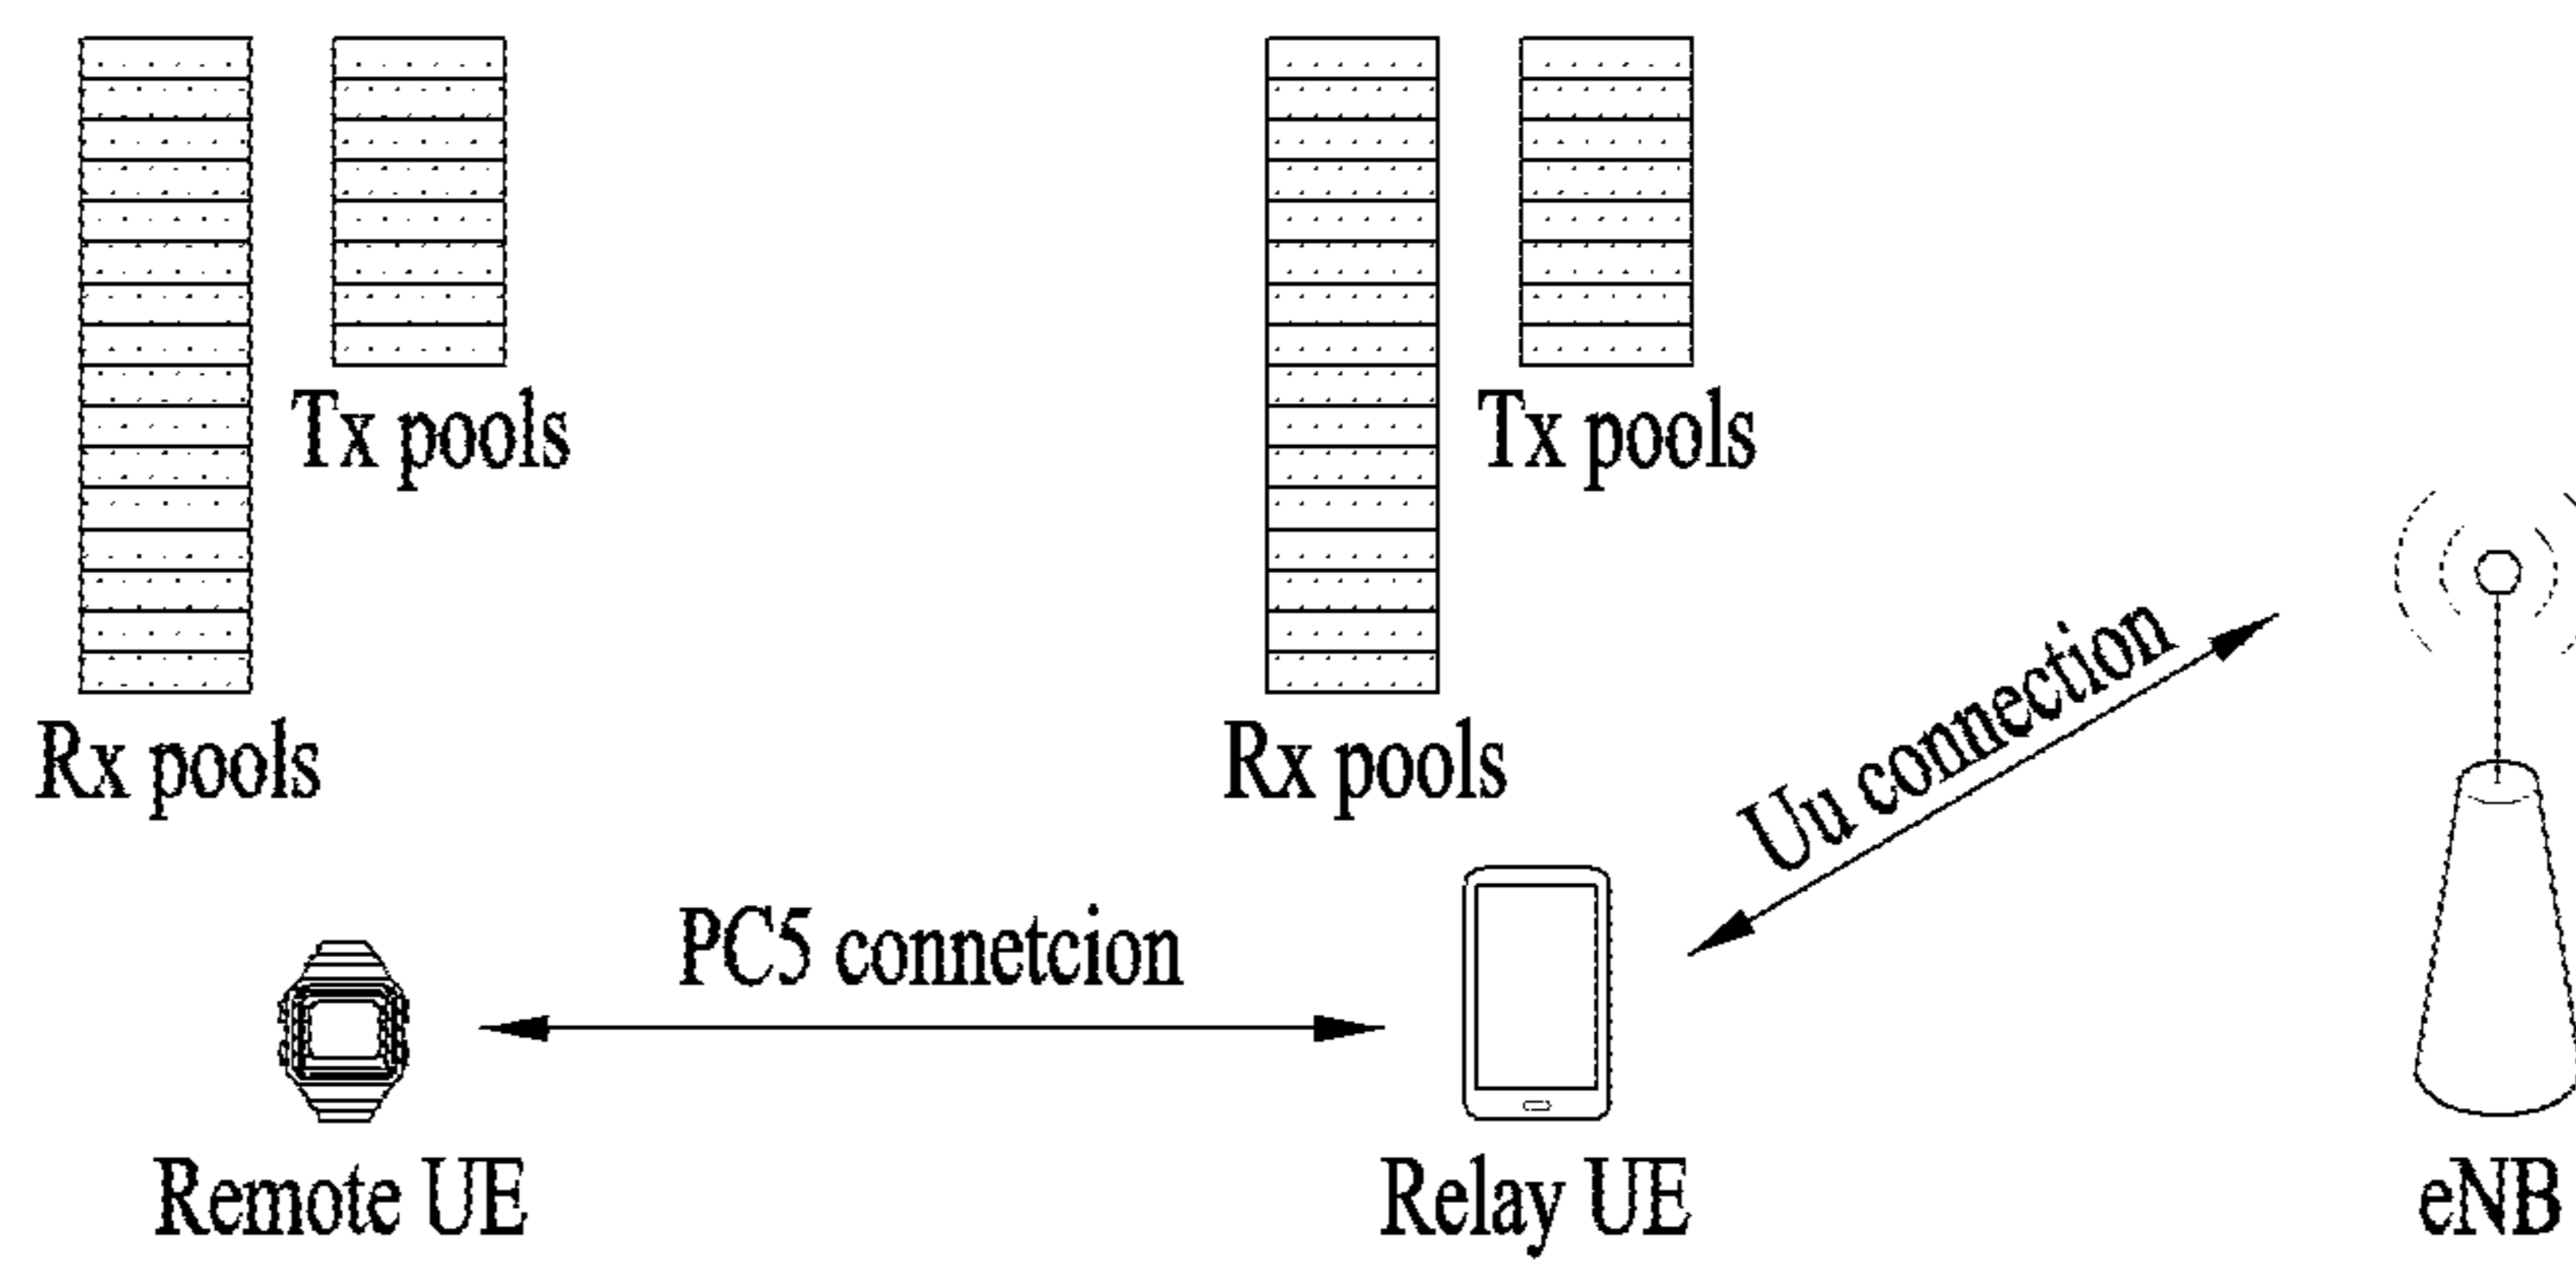 Tx pools
Tx pools
Rx pools
Rx pools
Uu connection
PC5 connetcion
Remote UE
Relay UE
eNB